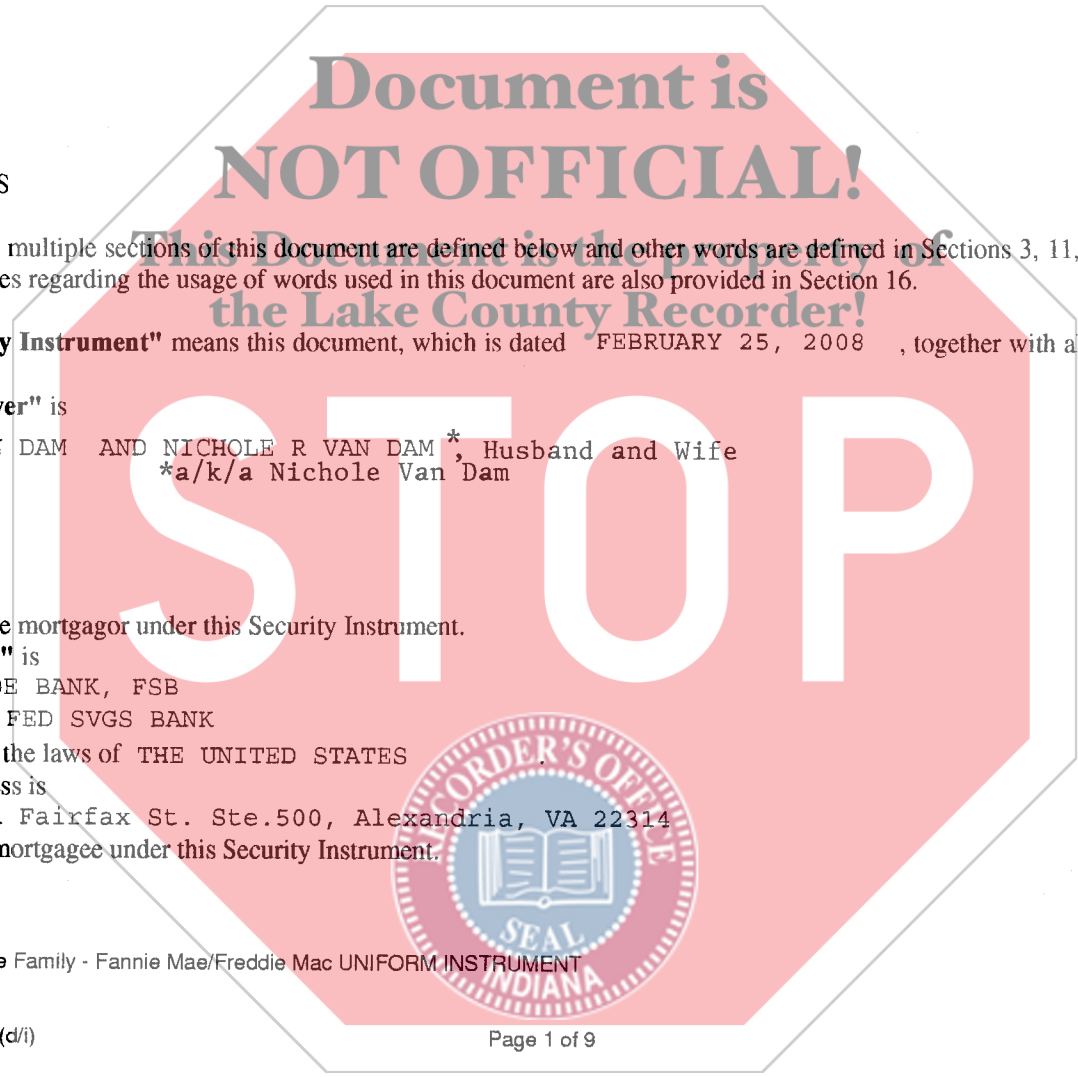 Document is
NOT OFFICIAL!
This Document is the property of
the Lake County Recorder!
S
multiple sections of this document are defined below and other words are defined in Sections 3, 11,
es regarding the usage of words used in this document are also provided in Section 16.
y Instrument" means this document, which is dated FEBRUARY 25, 2008 , together with a
ver" is
DAM AND NICHOLE R VAN DAM *, Husband and Wife
*a/k/a Nichole Van Dam
STOP
e mortgagor under this Security Instrument.
" is
DE BANK, FSB
FED SVGS BANK
the laws of THE UNITED STATES .
ss is
. Fairfax St. Ste.500, Alexandria, VA 22314
mortgagee under this Security Instrument.
RECORDER'S OFFICE
SEAL
INDIANA
e Family - Fannie Mae/Freddie Mac UNIFORM INSTRUMENT
(d/i)
Page 1 of 9